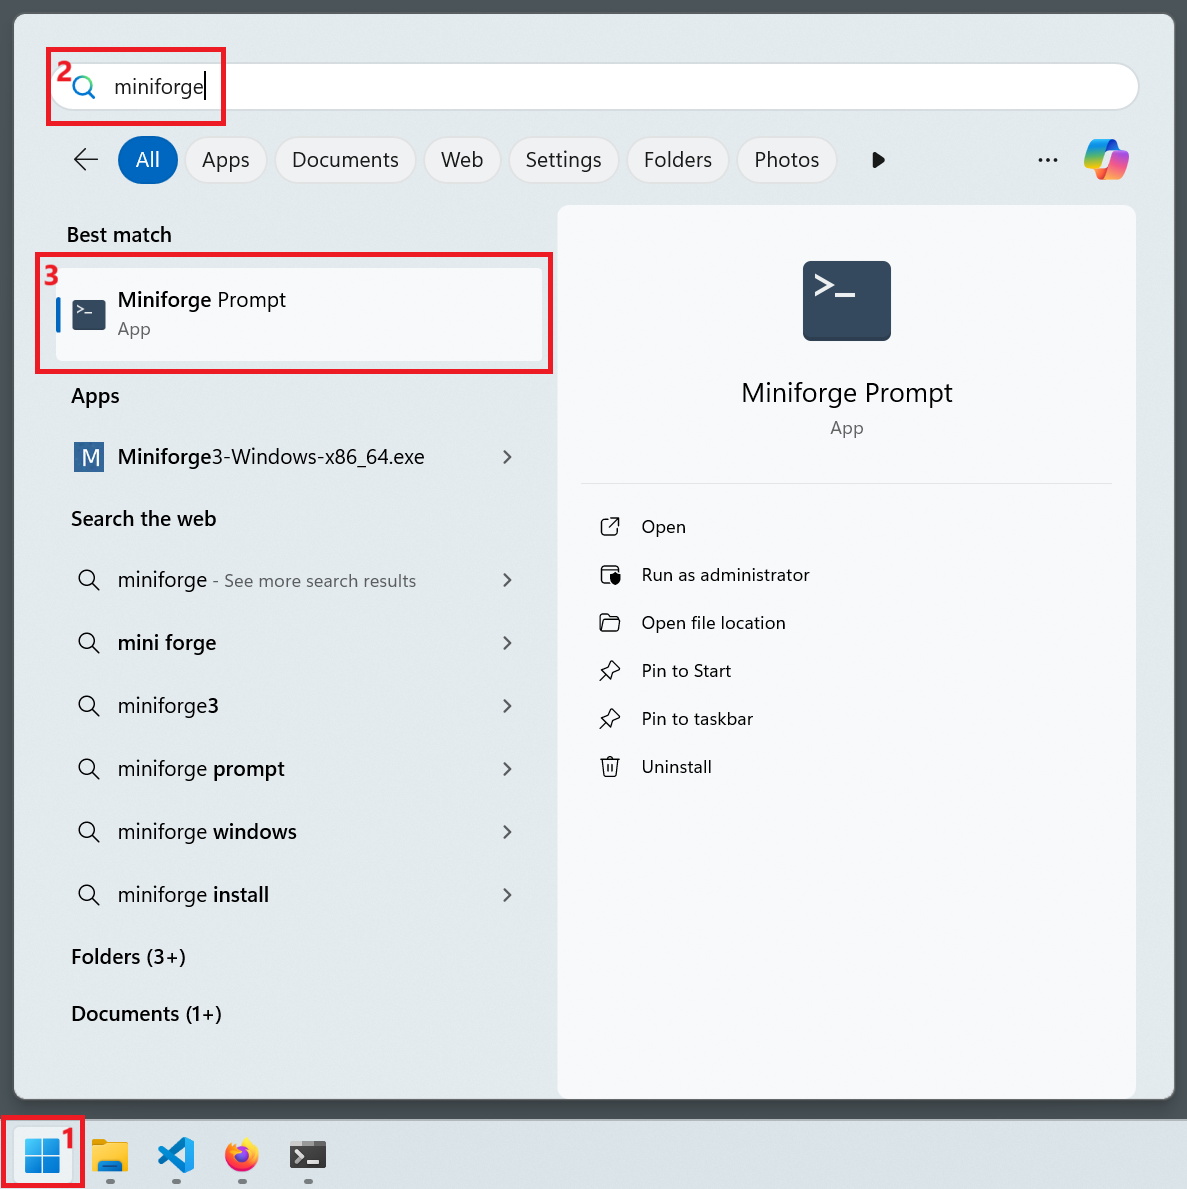 2
miniforge
All Apps Documents Web Settings Folders Photos
Best match
3
Miniforge Prompt
App
Apps
M Miniforge3-Windows-x86_64.exe
Search the web
miniforge - See more search results
mini forge
miniforge3
miniforge prompt
miniforge windows
miniforge install
Folders (3+)
Documents (1+)
Miniforge Prompt
App
Open
Run as administrator
Open file location
Pin to Start
Pin to taskbar
Uninstall
1